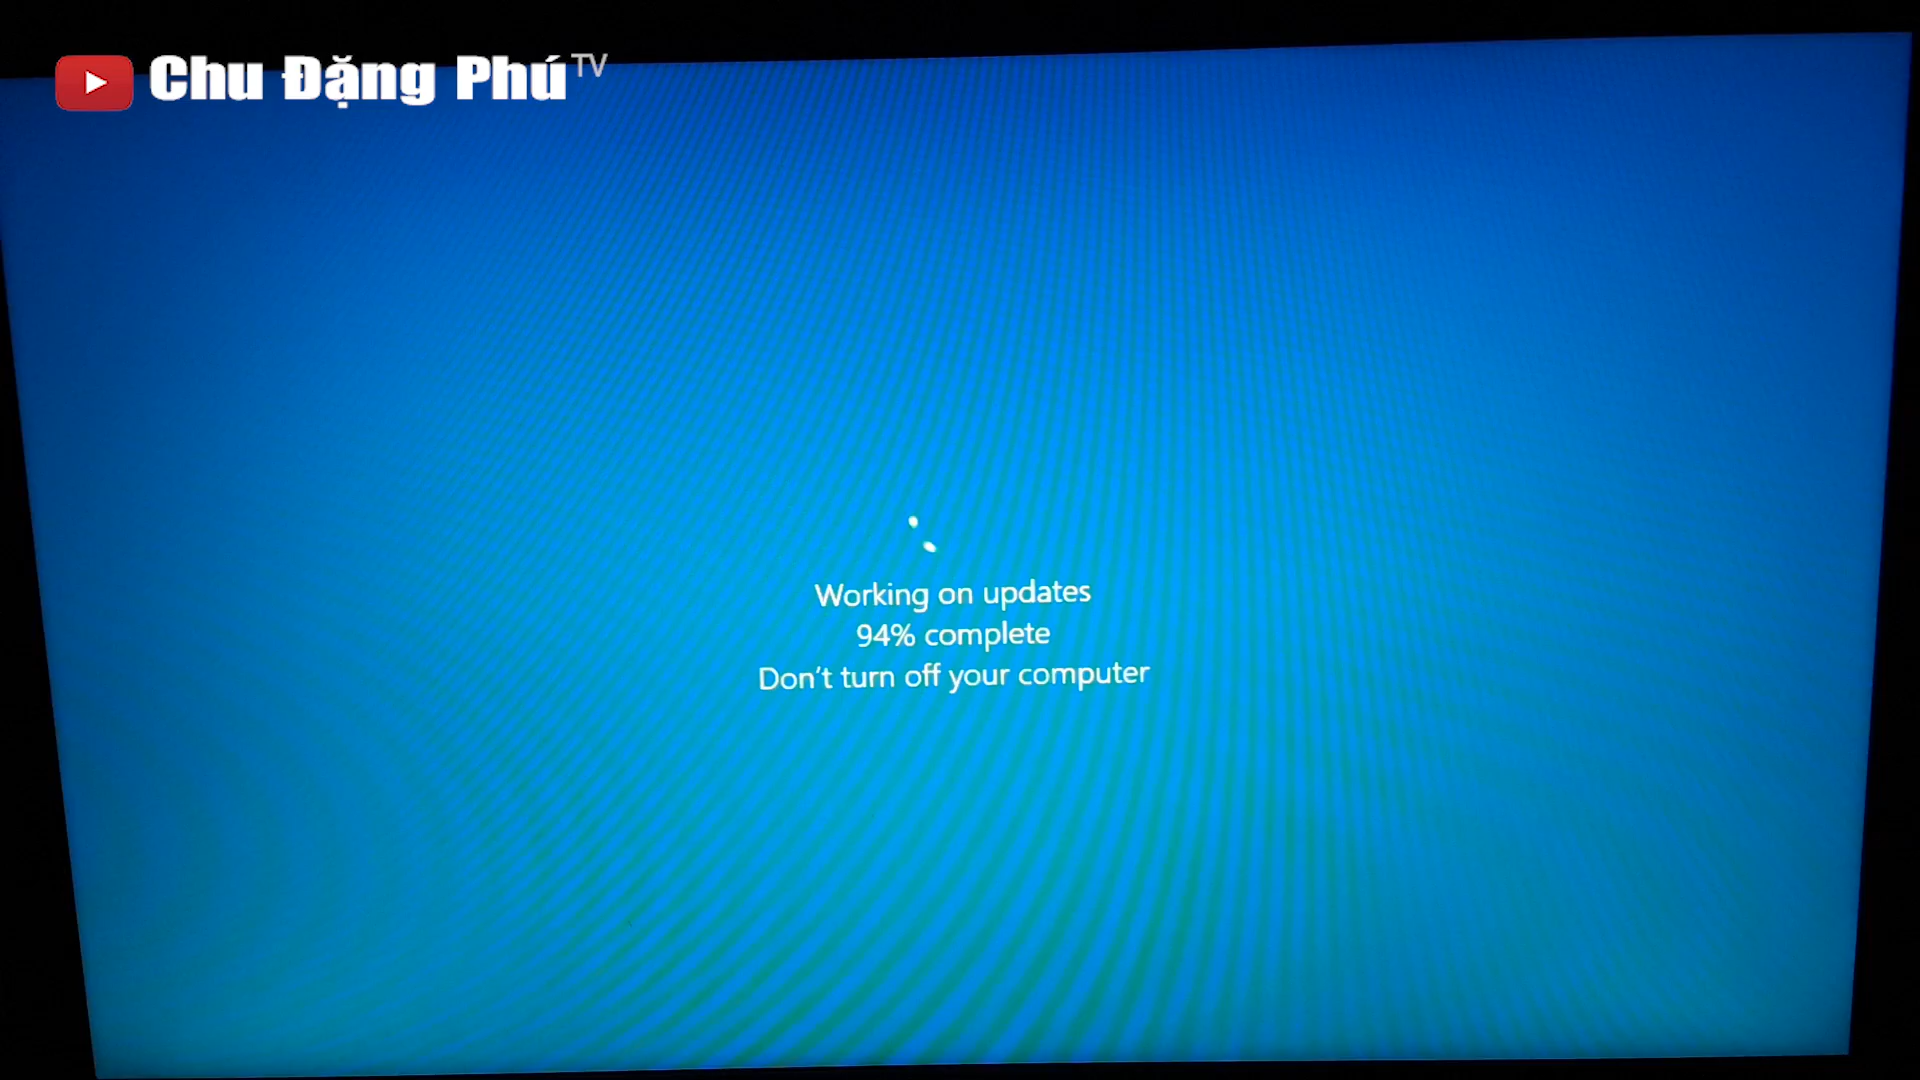 Chu Đặng Phú TV
Working on updates
94% complete
Don't turn off your computer